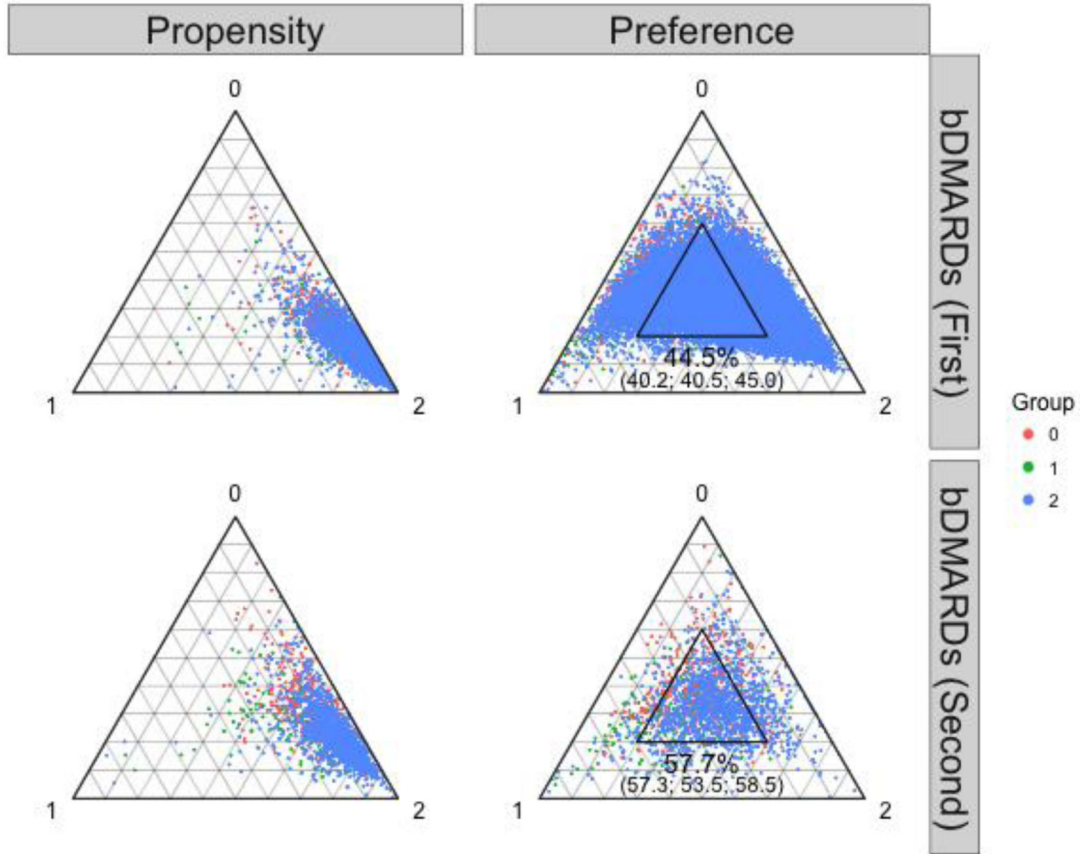 Propensity
Preference
0
1
2
0
44.5%
(40.2; 40.5; 45.0)
1
2
bDMARDs (First)
0
1
2
0
57.7%
(57.3; 53.5; 58.5)
1
2
bDMARDs (Second)
Group
0
1
2